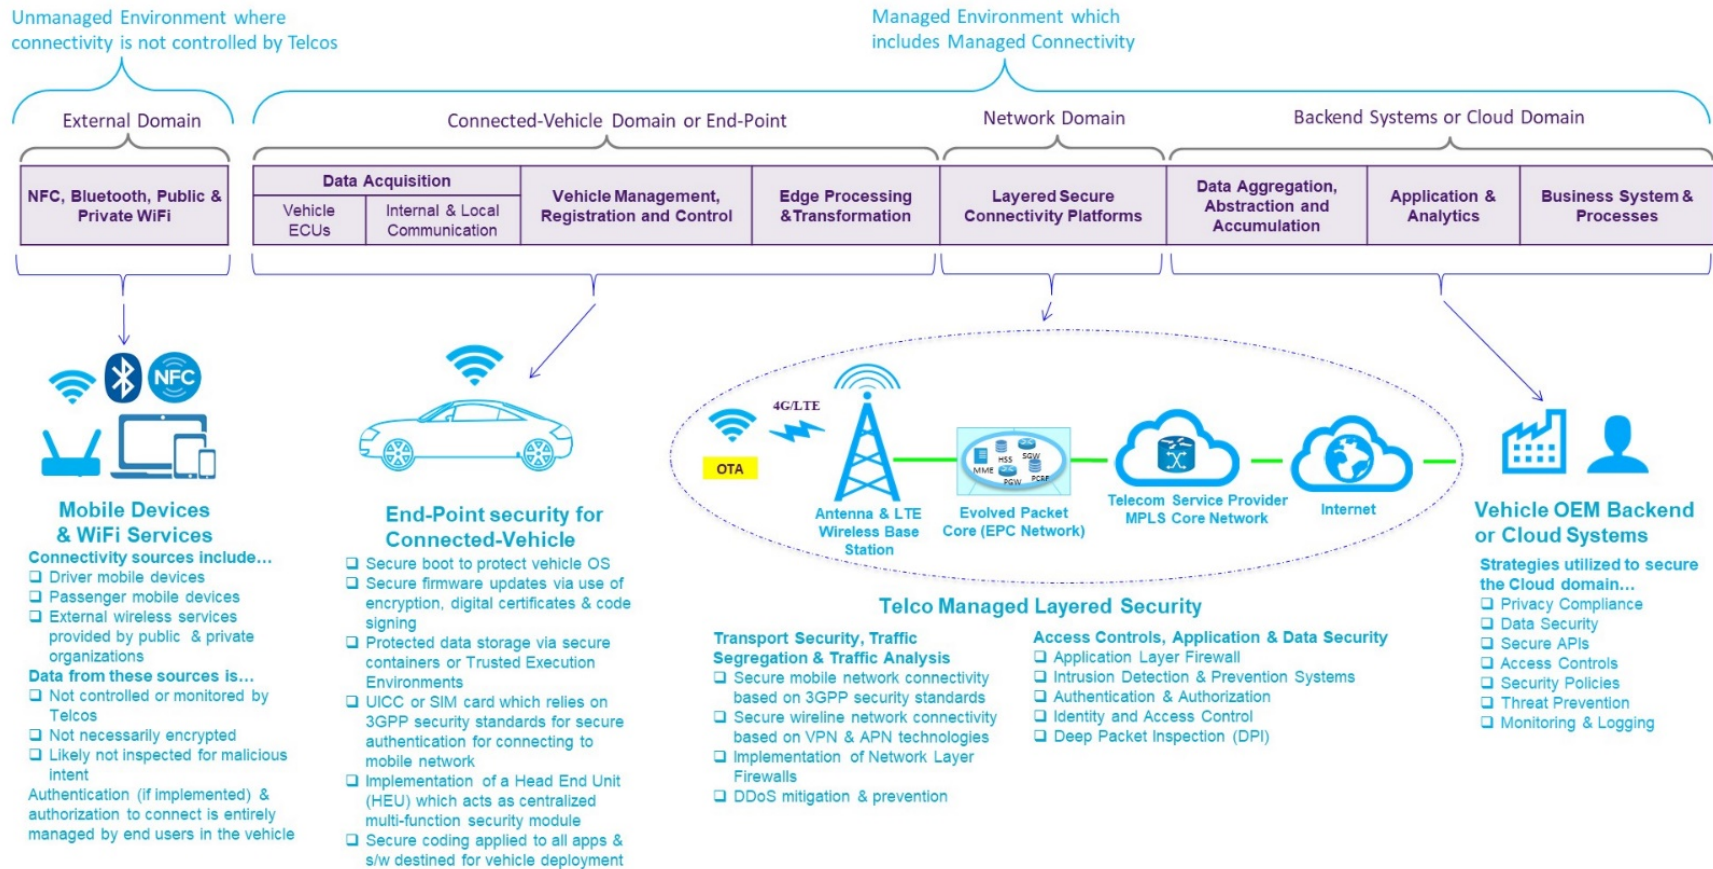 Unmanaged Environment where
connectivity is not controlled by Telcos
Managed Environment which
includes Managed Connectivity
External Domain
Connected-Vehicle Domain or End-Point
Network Domain
Backend Systems or Cloud Domain
NFC, Bluetooth, Public &
Private WiFi
Data Acquisition
Vehicle
ECUs
Internal & Local
Communication
Vehicle Management,
Registration and Control
Edge Processing
&Transformation
Layered Secure
Connectivity Platforms
Data Aggregation,
Abstraction and
Accumulation
Application &
Analytics
Business System &
Processes
NFC
Mobile Devices
& WiFi Services
Connectivity sources include…
❑ Driver mobile devices
❑ Passenger mobile devices
❑ External wireless services
provided by public & private
organizations
Data from these sources is…
❑ Not controlled or monitored by
Telcos
❑ Not necessarily encrypted
❑ Likely not inspected for malicious
intent
Authentication (if implemented) &
authorization to connect is entirely
managed by end users in the vehicle
End-Point security for
Connected-Vehicle
❑ Secure boot to protect vehicle OS
❑ Secure firmware updates via use of
encryption, digital certificates & code
signing
❑ Protected data storage via secure
containers or Trusted Execution
Environments
❑ UICC or SIM card which relies on
3GPP security standards for secure
authentication for connecting to
mobile network
❑ Implementation of a Head End Unit
(HEU) which acts as centralized
multi-function security module
❑ Secure coding applied to all apps &
s/w destined for vehicle deployment
4G/LTE
OTA
Antenna & LTE
Wireless Base
Station
MME
HSS
SGW
PGW
PCRF
Evolved Packet
Core (EPC Network)
Telecom Service Provider
MPLS Core Network
Internet
Telco Managed Layered Security
Transport Security, Traffic
Segregation & Traffic Analysis
❑ Secure mobile network connectivity
based on 3GPP security standards
❑ Secure wireline network connectivity
based on VPN & APN technologies
❑ Implementation of Network Layer
Firewalls
❑ DDoS mitigation & prevention
Access Controls, Application & Data Security
❑ Application Layer Firewall
❑ Intrusion Detection & Prevention Systems
❑ Authentication & Authorization
❑ Identity and Access Control
❑ Deep Packet Inspection (DPI)
Vehicle OEM Backend
or Cloud Systems
Strategies utilized to secure
the Cloud domain…
❑ Privacy Compliance
❑ Data Security
❑ Secure APIs
❑ Access Controls
❑ Security Policies
❑ Threat Prevention
❑ Monitoring & Logging